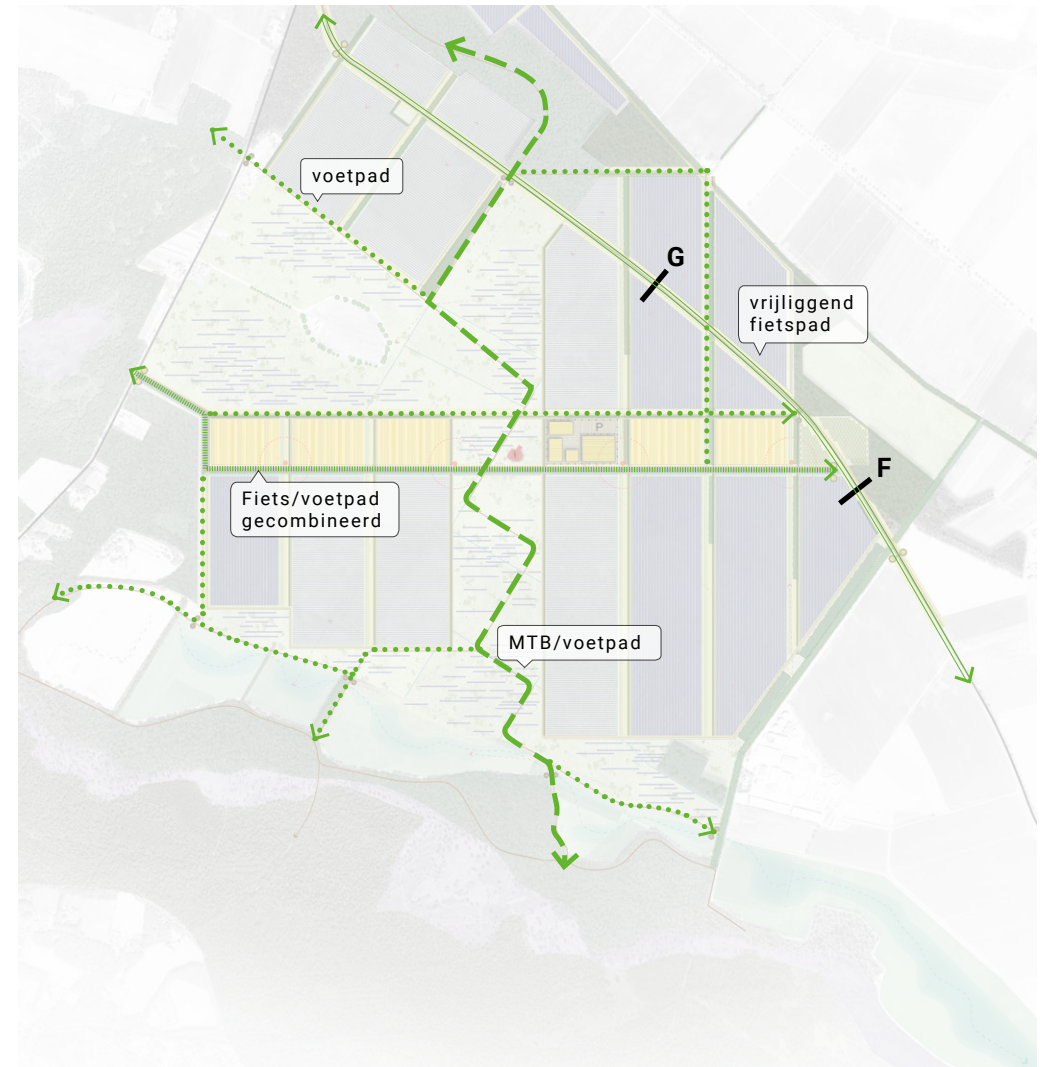 voetpad
G
vrijliggend
fietspad
P
F
Fiets/voetpad
gecombineerd
MTB/voetpad